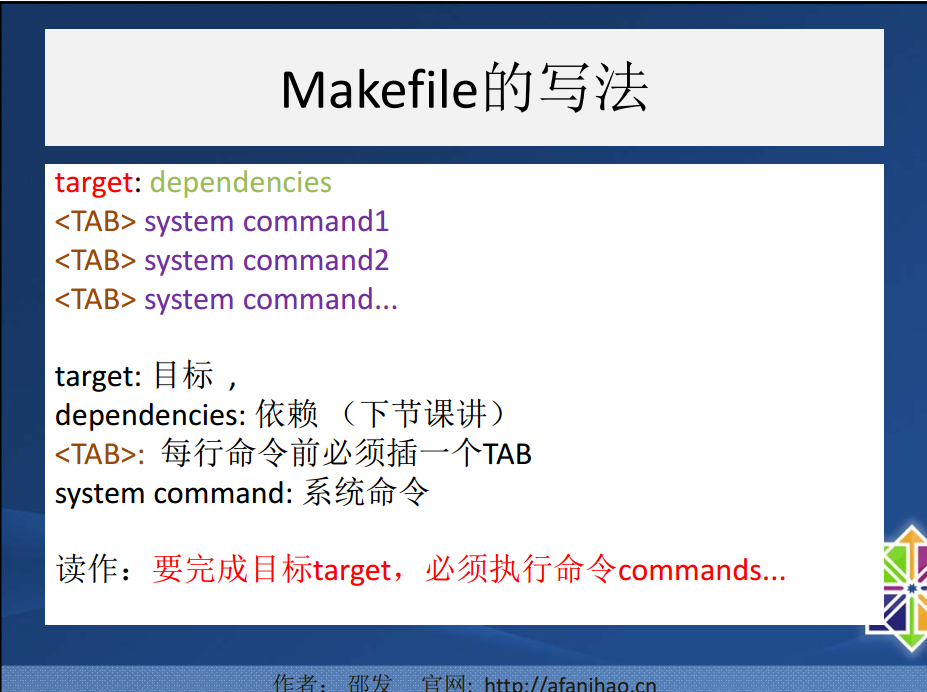 Makefile的写法
target: dependencies
<TAB> system command1
<TAB> system command2
<TAB> system command...
target: 目标 ,
dependencies: 依赖 （下节课讲）
<TAB>: 每行命令前必须插一个TAB
system command: 系统命令
读作：要完成目标target，必须执行命令commands...
作者： 邵发 官网: http://afanihao.cn